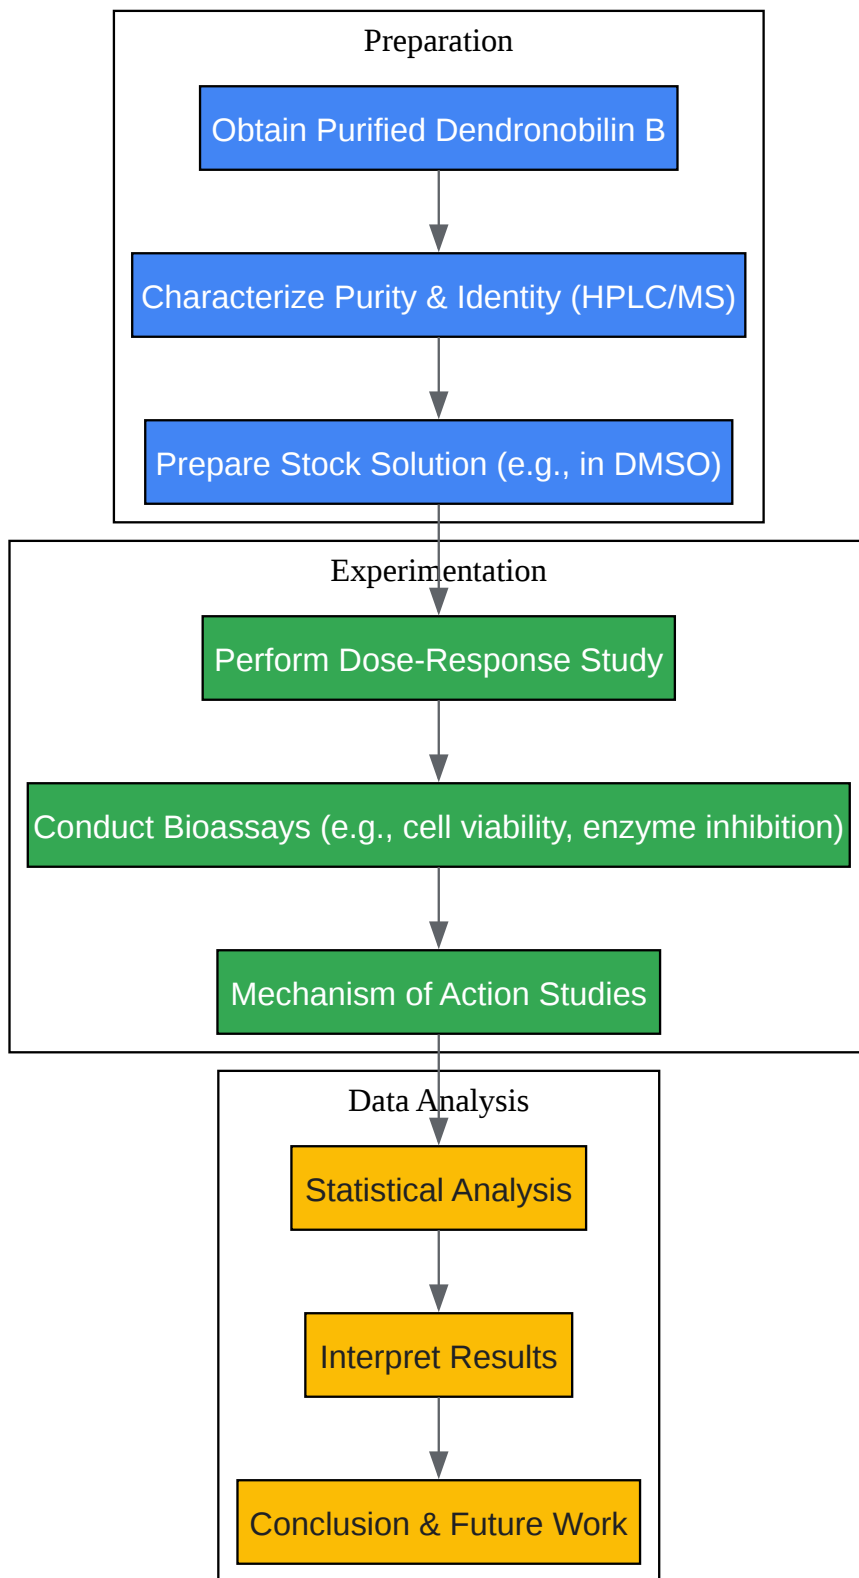 Preparation
Obtain Purified Dendronobilin B
Characterize Purity & Identity (HPLC/MS)
Prepare Stock Solution (e.g., in DMSO)
Experimentation
Perform Dose-Response Study
Conduct Bioassays (e.g., cell viability, enzyme inhibition)
Mechanism of Action Studies
Data Analysis
Statistical Analysis
Interpret Results
Conclusion & Future Work